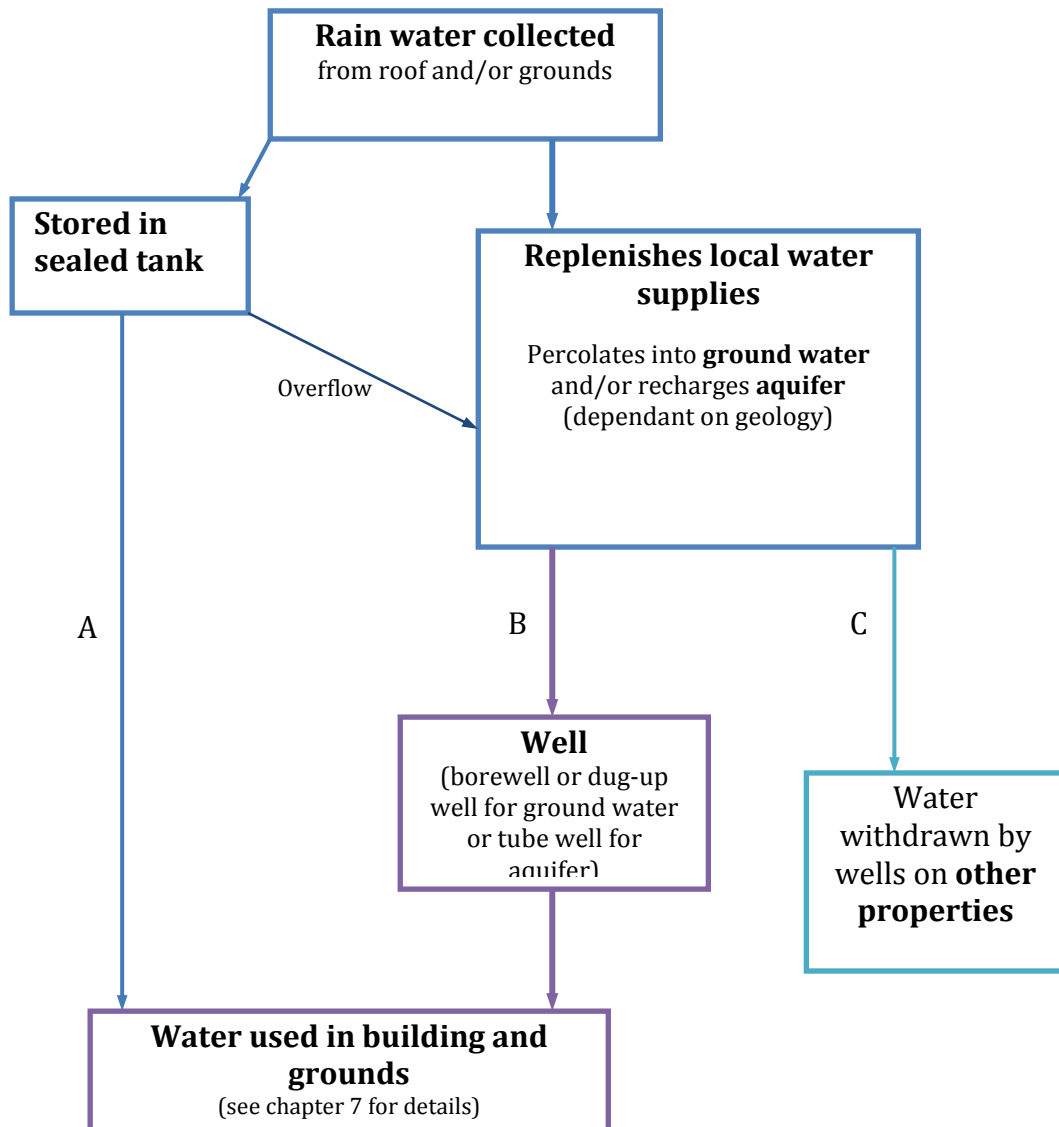 Rain water collected
from roof and/or grounds
Stored in
sealed tank
Replenishes local water
supplies
Percolates into ground water
and/or recharges aquifer
(dependant on geology)
Overflow
A
B
C
Well
(borewell or dug-up
well for ground water
or tube well for
aquifer)
Water
withdrawn by
wells on other
properties
Water used in building and
grounds
(see chapter 7 for details)